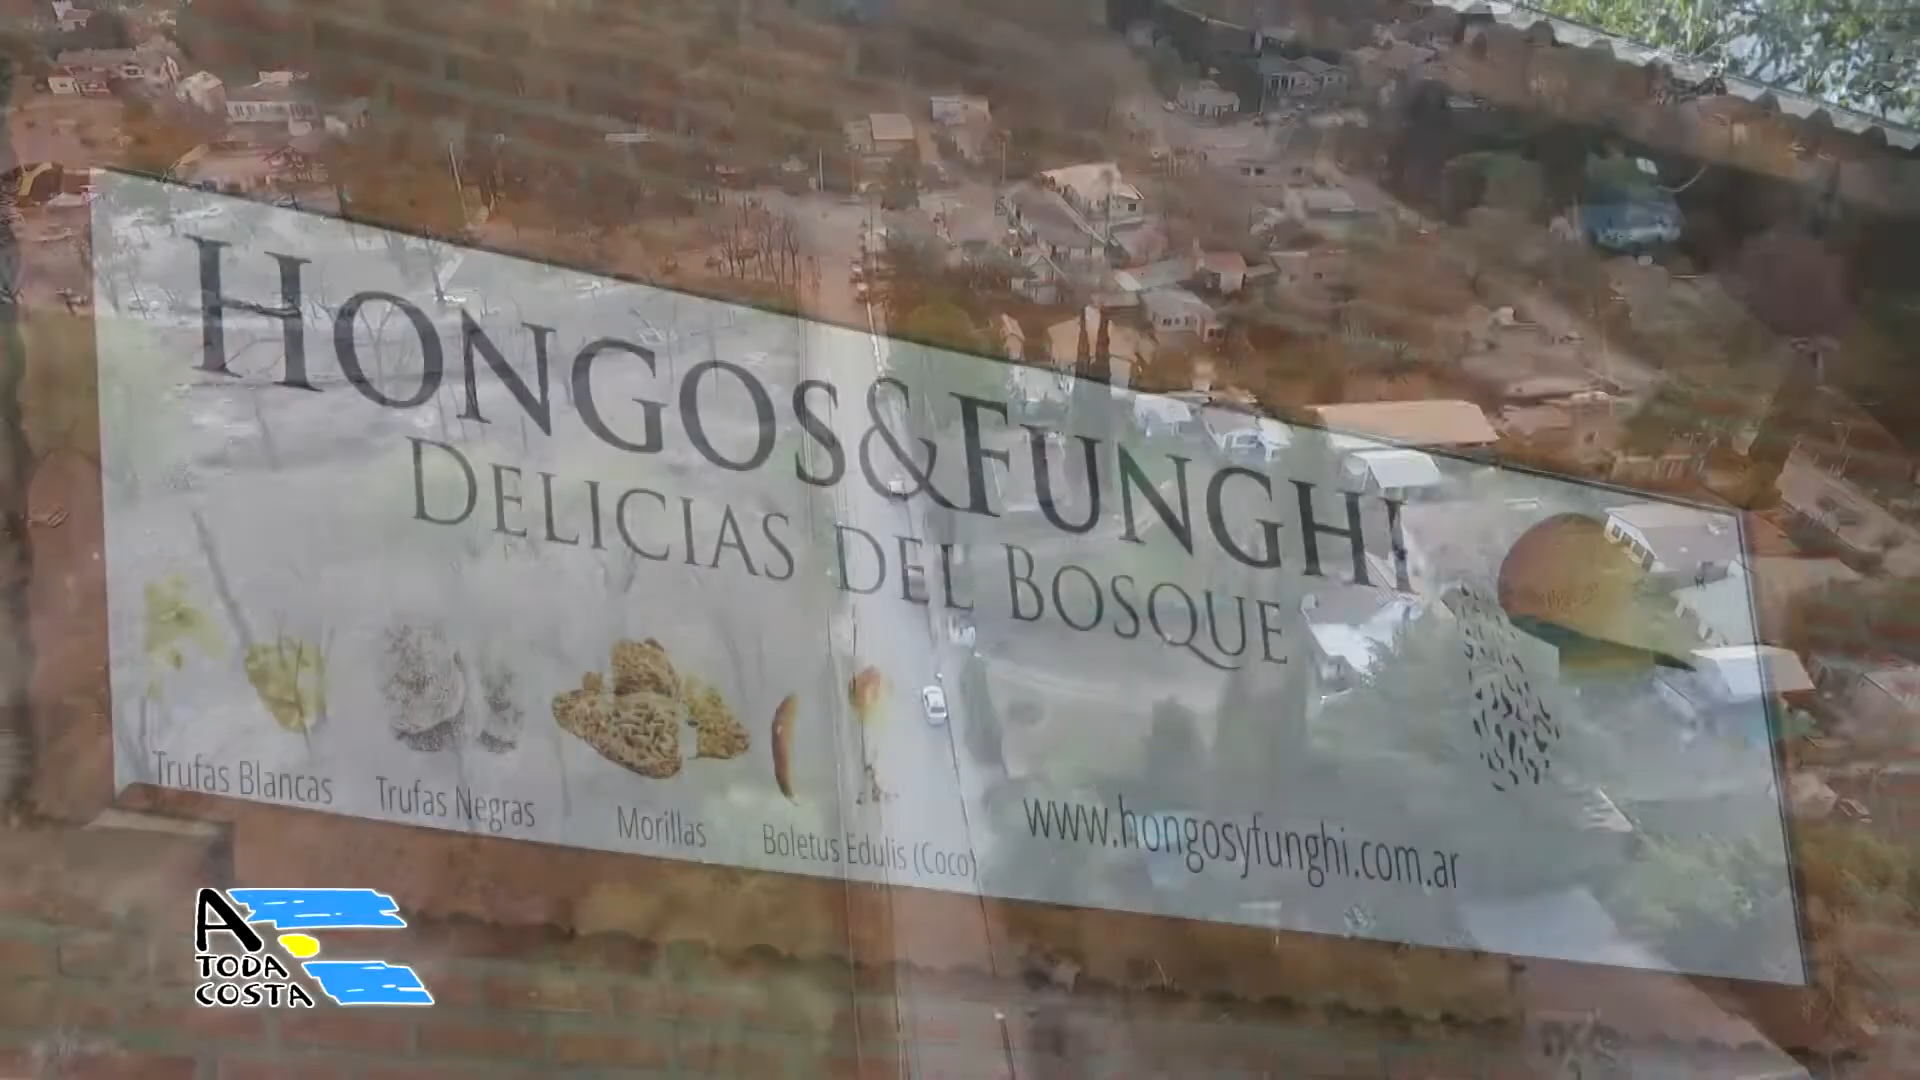 HONGOS&FUNGHI
DELICIAS DEL BOSQUE
Trufas Blancas
Trufas Negras
Morillas
Boletus Edulis (Coco)
www.hongosyfunghi.com.ar
A
TODA
COSTA